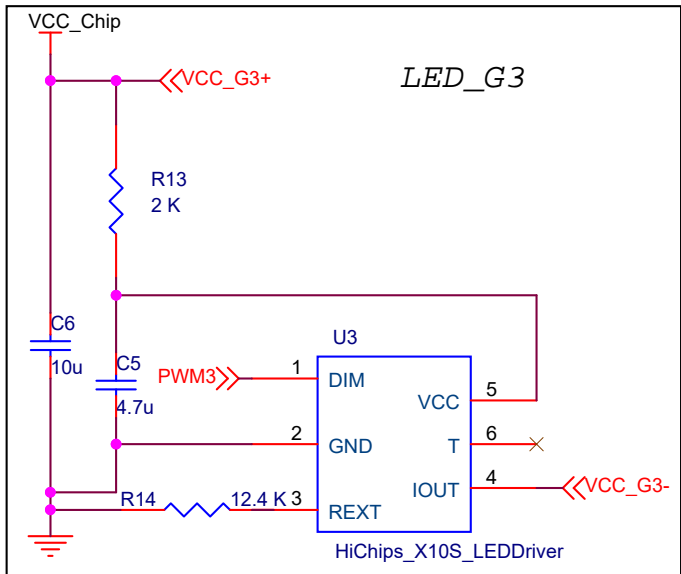 VCC_Chip
VCC_G3+
LED_G3
R13
2 K
C6
10u
C5
4.7u
U3
PWM3
1
DIM
VCC
5
2
GND
T
6
R14
12.4 K
3
REXT
IOUT
4
VCC_G3-
HiChips_X10S_LEDDriver